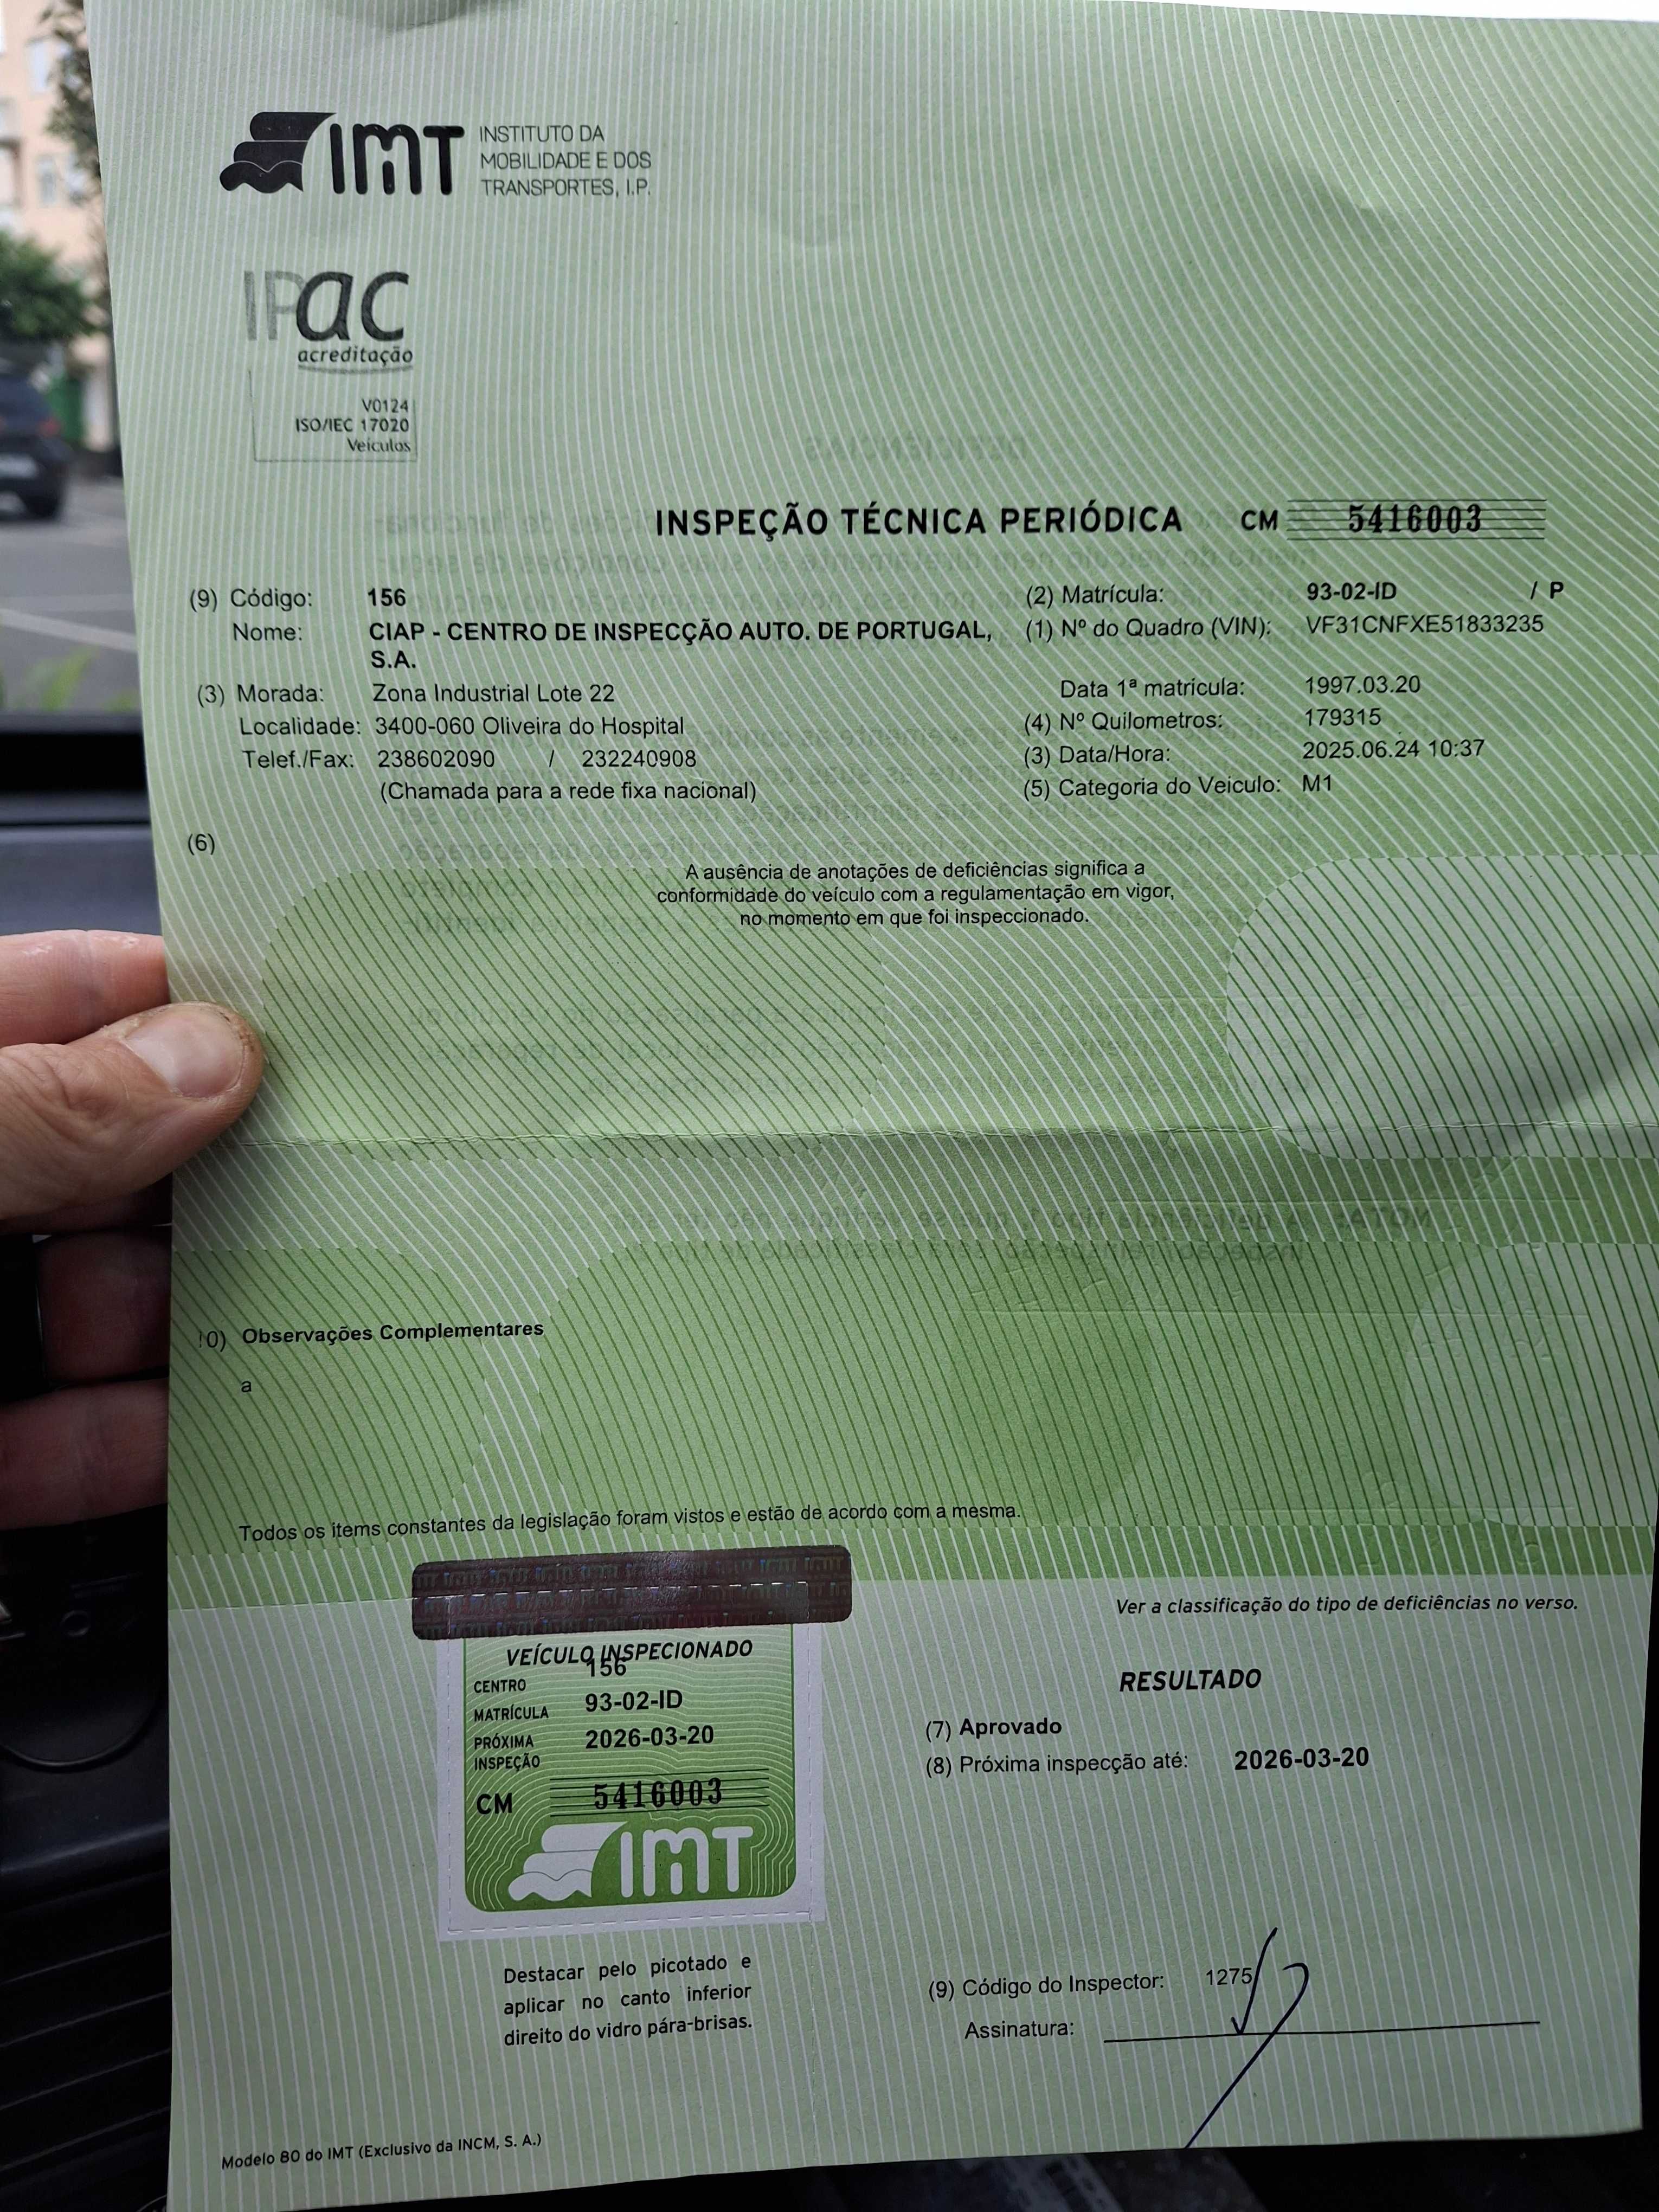 IMT INSTITUTO DA
MOBILIDADE E DOS
TRANSPORTES, I.P.
IPAC
acreditação
V0124
ISO/IEC 17020
Veículos
INSPEÇÃO TÉCNICA PERIÓDICA CM 5416003
(9) Código: 156
Nome: CIAP - CENTRO DE INSPECÇÃO AUTO. DE PORTUGAL,
S.A.
(3) Morada: Zona Industrial Lote 22
Localidade: 3400-060 Oliveira do Hospital
Telef./Fax: 238602090 / 232240908
(Chamada para a rede fixa nacional)
(2) Matrícula: 93-02-ID / P
(1) Nº do Quadro (VIN): VF31CNFXE51833235
Data 1ª matrícula: 1997.03.20
(4) Nº Quilometros: 179315
(3) Data/Hora: 2025.06.24 10:37
(5) Categoria do Veiculo: M1
(6)
A ausência de anotações de deficiências significa a
conformidade do veículo com a regulamentação em vigor,
no momento em que foi inspeccionado.
0) Observações Complementares
a
Todos os items constantes da legislação foram vistos e estão de acordo com a mesma.
Ver a classificação do tipo de deficiências no verso.
VEÍCULO INSPECIONADO
CENTRO 156
MATRÍCULA 93-02-ID
PRÓXIMA INSPEÇÃO 2026-03-20
CM 5416003
IMT
Destacar pelo picotado e
aplicar no canto inferior
direito do vidro pára-brisas.
RESULTADO
(7) Aprovado
(8) Próxima inspecção até: 2026-03-20
(9) Código do Inspector: 1275
Assinatura:
Modelo 80 do IMT (Exclusivo da INCM, S. A.)